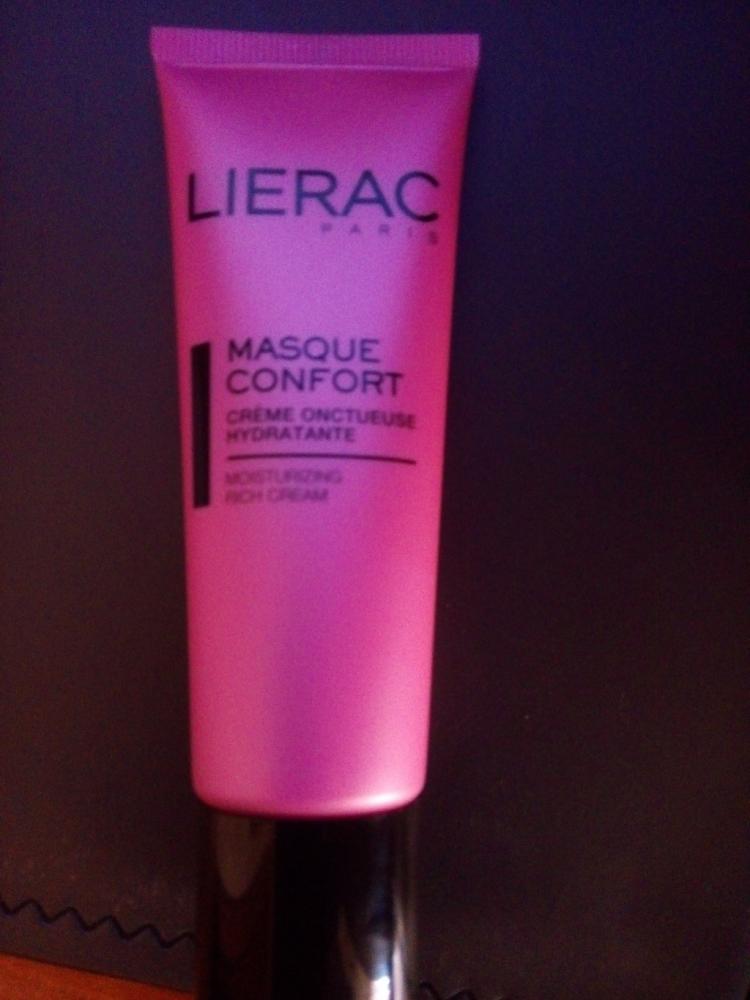 LIERAC
PARIS
MASQUE
CONFORT
CRÈME ONCTUEUSE
HYDRATANTE
MOISTURIZING
RICH CREAM